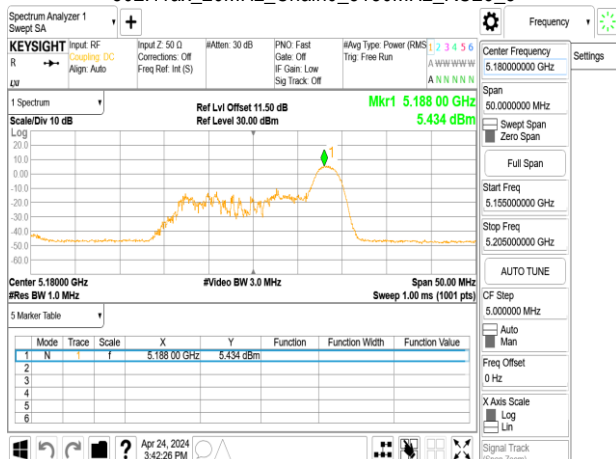 Spectrum Analyzer 1
Swept SA
Frequency
Settings
KEYSIGHT
R
LXI
Input: RF
Coupling: DC
Align: Auto
Input Z: 50 Ω
Corrections: Off
Freq Ref: Int (S)
#Atten: 30 dB
PNO: Fast
Gate: Off
IF Gain: Low
Sig Track: Off
#Avg Type: Power (RMS
Trig: Free Run
1 2 3 4 5 6
A W W W W W
A N N N N N
1 Spectrum
Scale/Div 10 dB
Ref Lvl Offset 11.50 dB
Ref Level 30.00 dBm
Mkr1 5.188 00 GHz
5.434 dBm
Log
20.0
10.0
0.00
-10.0
-20.0
-30.0
-40.0
-50.0
-60.0
1
Center 5.18000 GHz
#Res BW 1.0 MHz
#Video BW 3.0 MHz
Span 50.00 MHz
Sweep 1.00 ms (1001 pts)
5 Marker Table
Mode Trace Scale X Y Function Function Width Function Value
1 N 1 f 5.188 00 GHz 5.434 dBm
2
3
4
5
6
Apr 24, 2024
3:42:26 PM
Center Frequency
5.180000000 GHz
Span
50.0000000 MHz
Swept Span
Zero Span
Full Span
Start Freq
5.155000000 GHz
Stop Freq
5.205000000 GHz
AUTO TUNE
CF Step
5.000000 MHz
Auto
Man
Freq Offset
0 Hz
X Axis Scale
Log
Lin
Signal Track